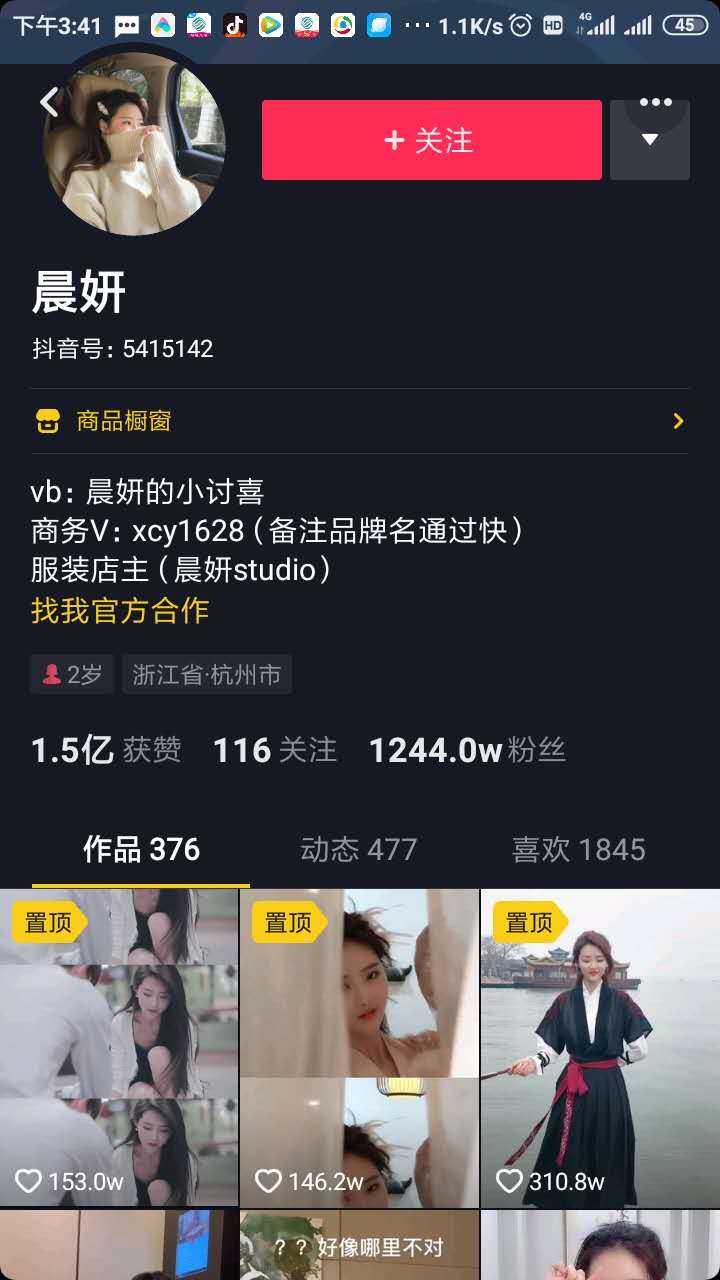 下午3:41 ··· 1.1K/s HD 4G 45
+ 关注
晨妍
抖音号：5415142
商品橱窗
vb：晨妍的小讨喜
商务V：xcy1628（备注品牌名通过快）
服装店主（晨妍studio）
找我官方合作
2岁 浙江省·杭州市
1.5亿 获赞 116 关注 1244.0w 粉丝
作品 376 动态 477 喜欢 1845
置顶 置顶 置顶
153.0w 146.2w 310.8w
？？好像哪里不对